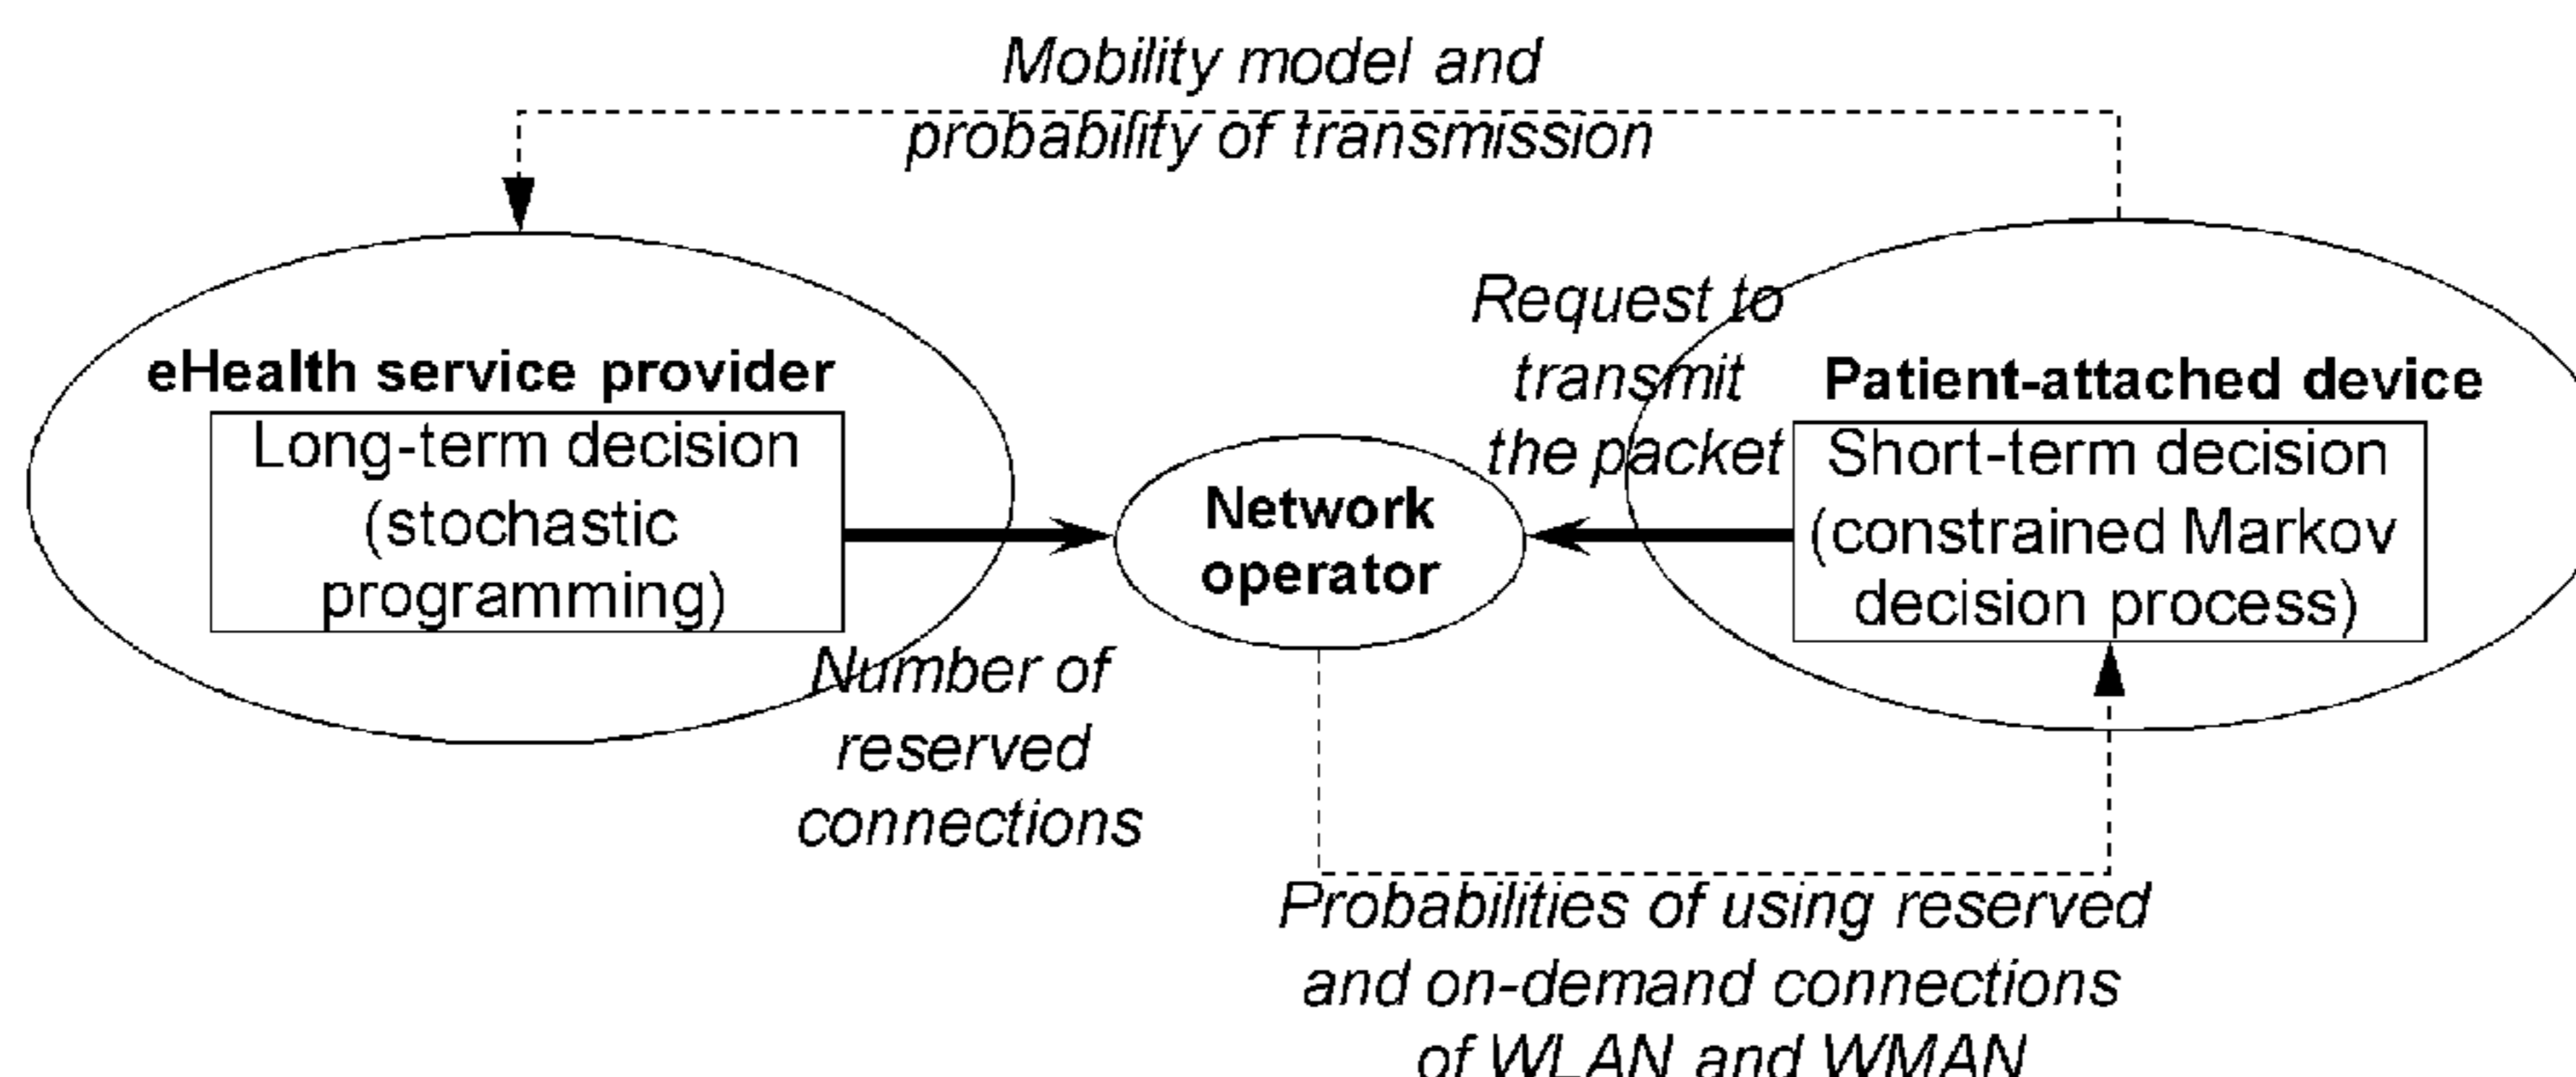 Mobility model and
probability of transmission
eHealth service provider
Long-term decision
(stochastic
programming)
Number of
reserved
connections
Network
operator
Request to
transmit
the packet
Patient-attached device
Short-term decision
(constrained Markov
decision process)
Probabilities of using reserved
and on-demand connections
of WLAN and WMAN